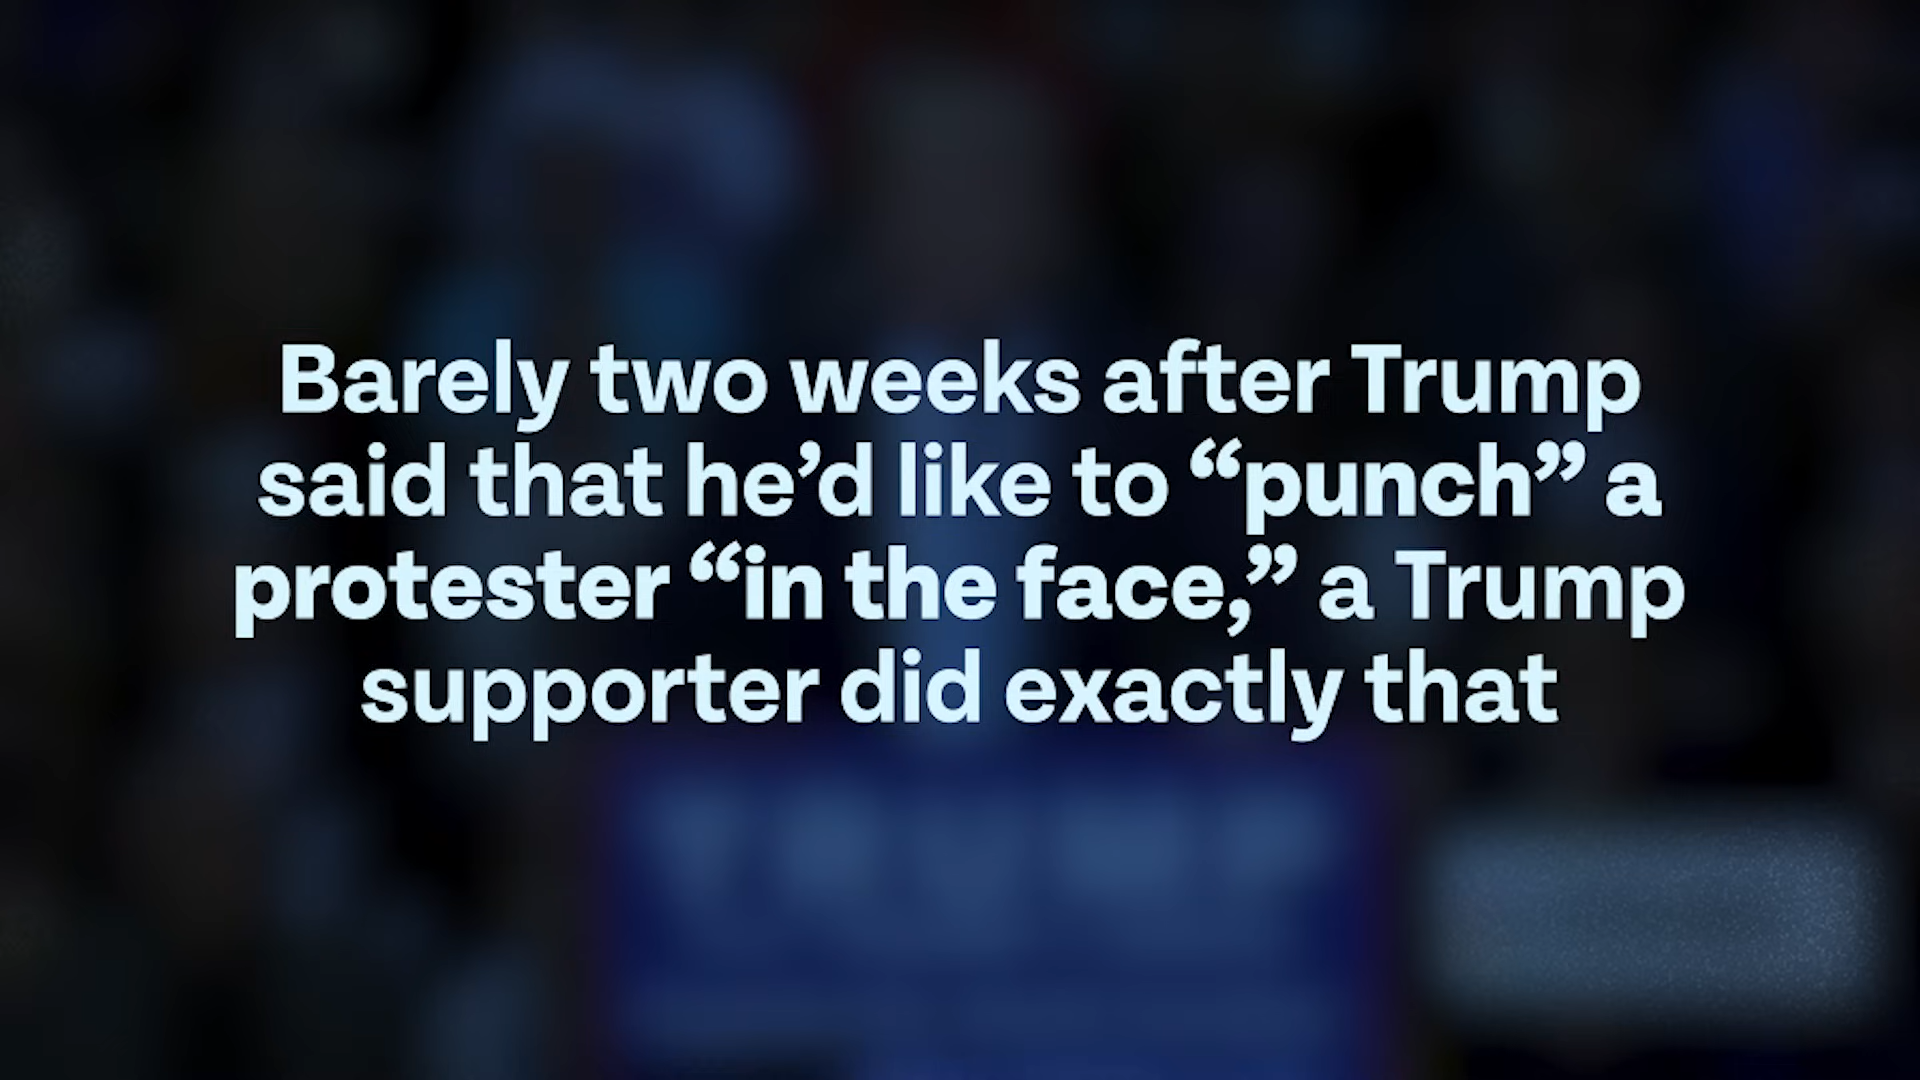 Barely two weeks after Trump
said that he’d like to “punch” a
protester “in the face,” a Trump
supporter did exactly that